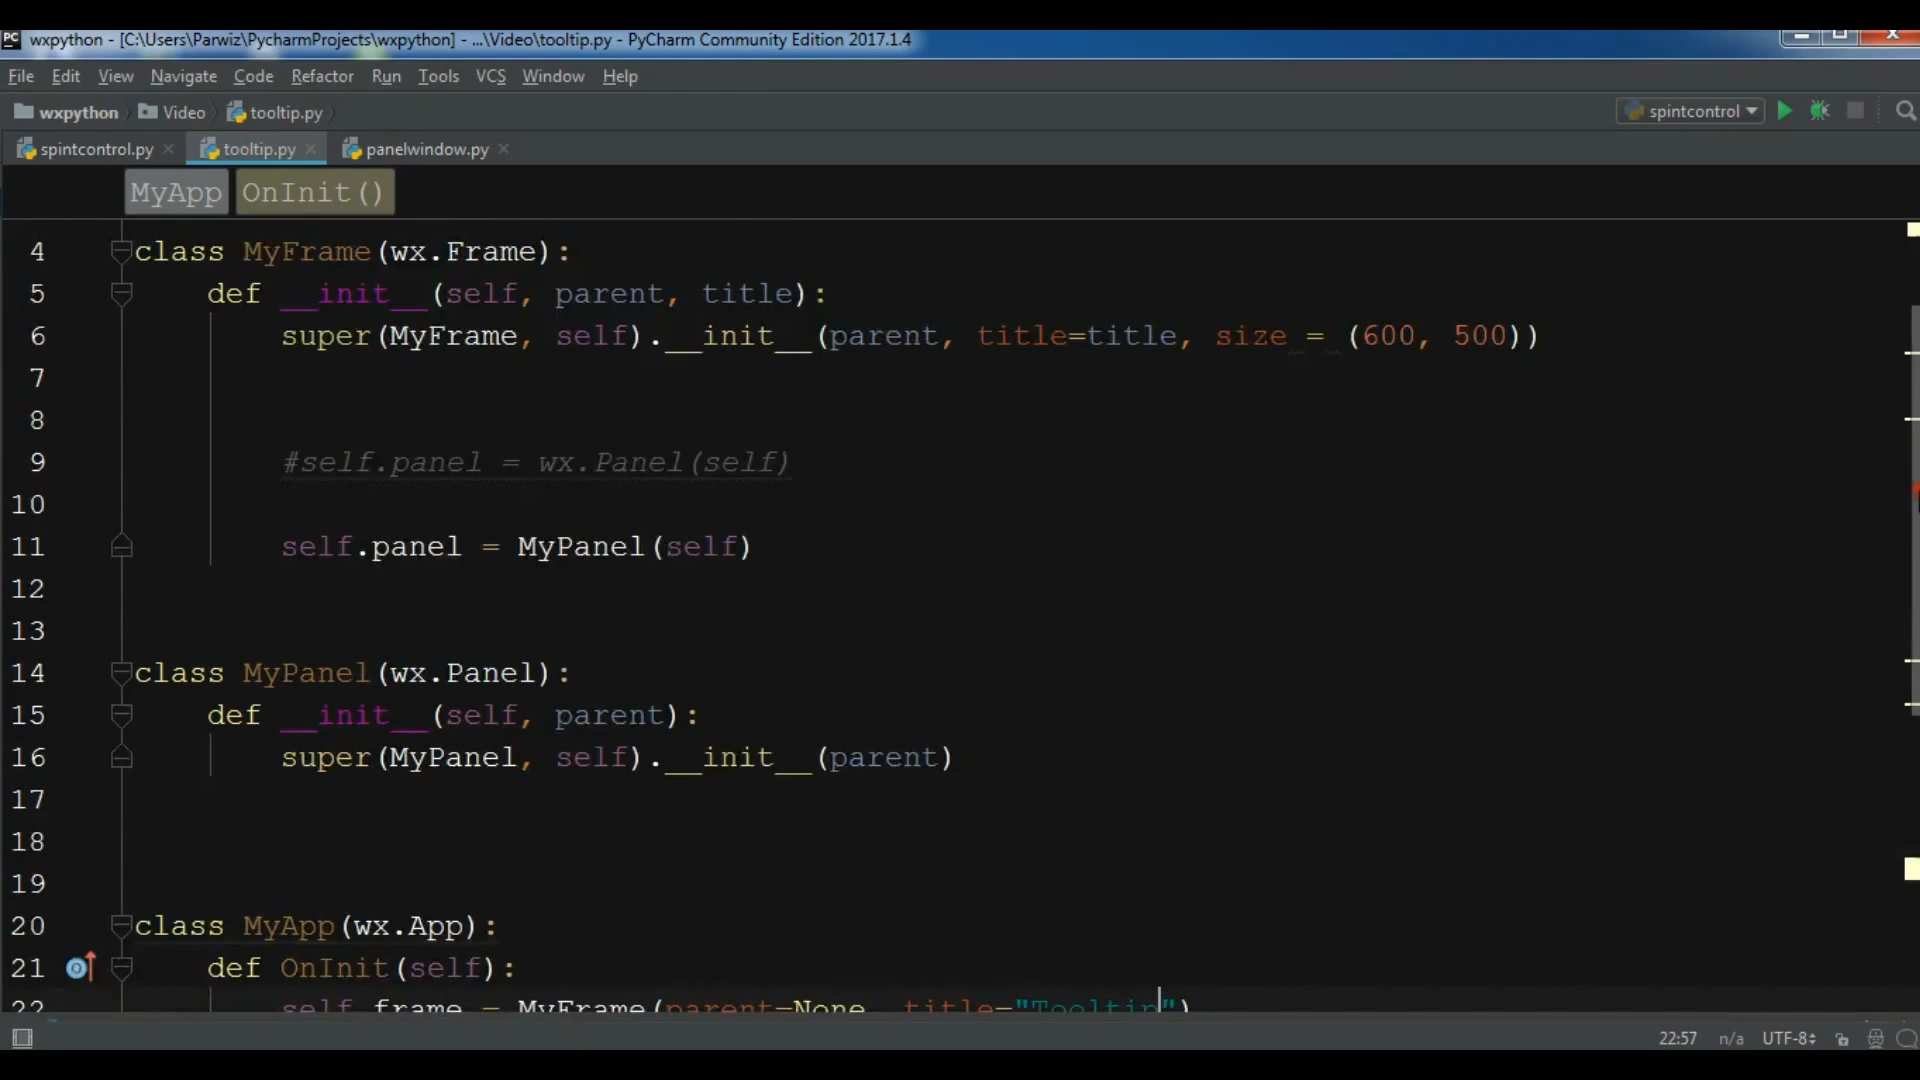 wxpython - [C:\Users\Parwiz\PycharmProjects\wxpython] - ...\Video\tooltip.py - PyCharm Community Edition 2017.1.4
File Edit View Navigate Code Refactor Run Tools VCS Window Help
wxpython Video tooltip.py spintcontrol
spintcontrol.py tooltip.py panelwindow.py
MyApp OnInit()
4 class MyFrame(wx.Frame):
5 def __init__(self, parent, title):
6 super(MyFrame, self).__init__(parent, title=title, size = (600, 500))
7
8
9 #self.panel = wx.Panel(self)
10
11 self.panel = MyPanel(self)
12
13
14 class MyPanel(wx.Panel):
15 def __init__(self, parent):
16 super(MyPanel, self).__init__(parent)
17
18
19
20 class MyApp(wx.App):
21 def OnInit(self):
22 self.frame = MyFrame(parent=None, title="Tooltip")
22:57 n/a UTF-8